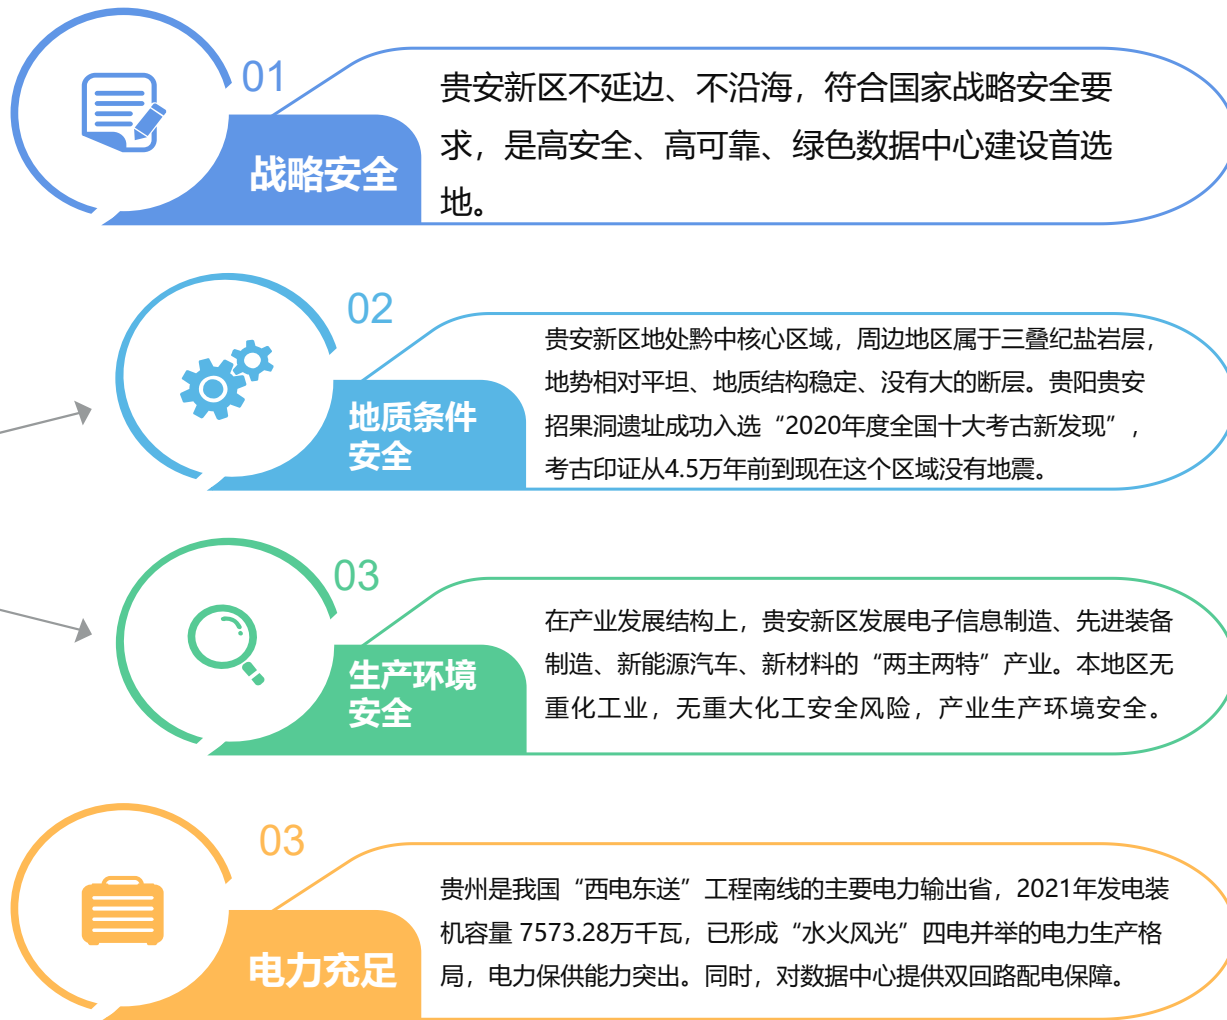 01
战略安全
贵安新区不延边、不沿海，符合国家战略安全要
求，是高安全、高可靠、绿色数据中心建设首选
地。
02
地质条件
安全
贵安新区地处黔中核心区域，周边地区属于三叠纪盐岩层，
地势相对平坦、地质结构稳定、没有大的断层。贵阳贵安
招果洞遗址成功入选“2020年度全国十大考古新发现”，
考古印证从4.5万年前到现在这个区域没有地震。
03
生产环境
安全
在产业发展结构上，贵安新区发展电子信息制造、先进装备
制造、新能源汽车、新材料的“两主两特”产业。本地区无
重化工业，无重大化工安全风险，产业生产环境安全。
03
电力充足
贵州是我国“西电东送”工程南线的主要电力输出省，2021年发电装
机容量 7573.28万千瓦，已形成“水火风光”四电并举的电力生产格
局，电力保供能力突出。同时，对数据中心提供双回路配电保障。